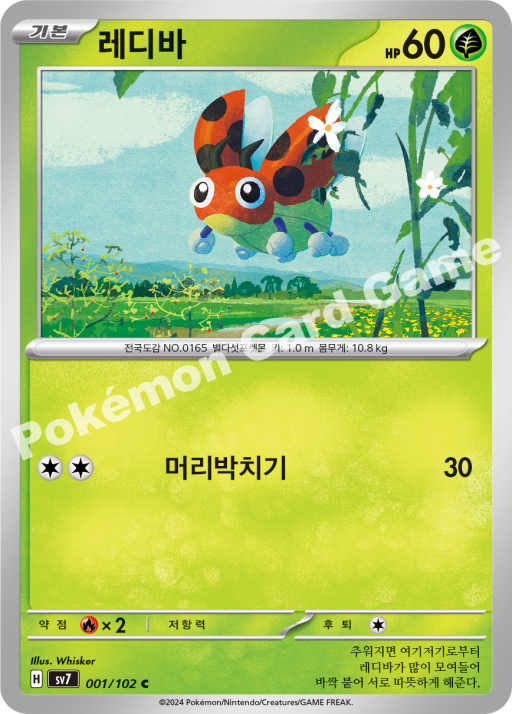 기본 레디바 HP 60
전국도감 NO.0165 별다섯포켓몬 키: 1.0 m 몸무게: 10.8 kg
Pokémon Card Game
머리박치기 30
약점 ×2 저항력 후퇴
Illus. Whisker
H sv7 001/102 C
추워지면 여기저기로부터
레디바가 많이 모여들어
바싹 붙어 서로 따뜻하게 해준다.
©2024 Pokémon/Nintendo/Creatures/GAME FREAK.